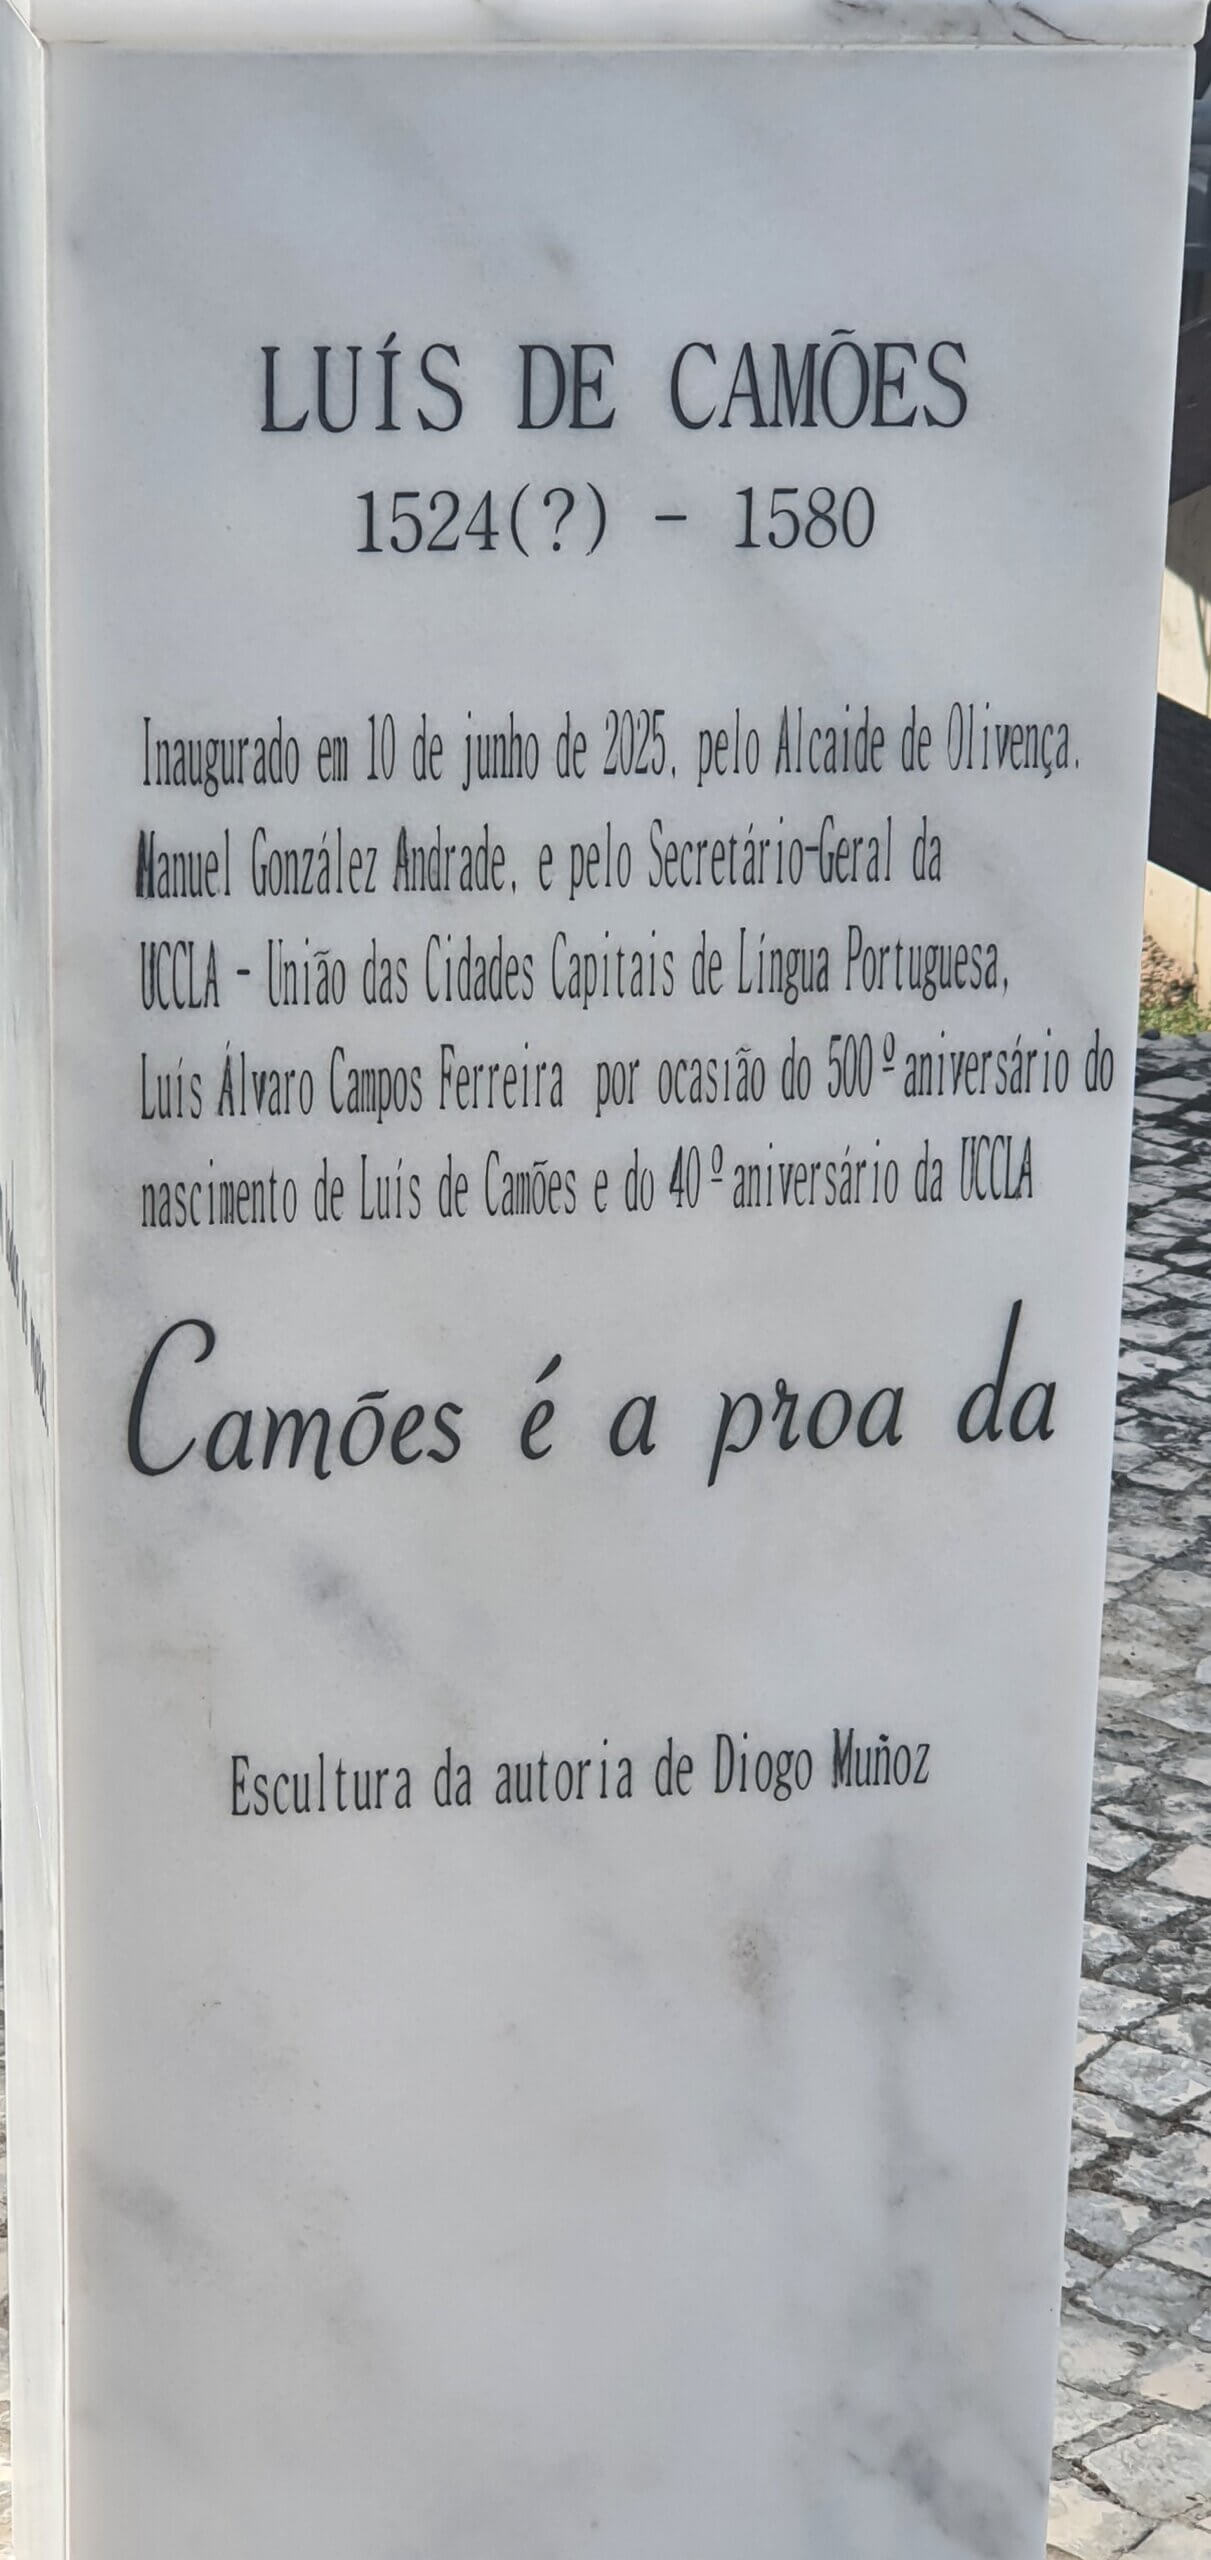 LUÍS DE CAMÕES
1524(?) - 1580
Inaugurado em 10 de junho de 2025, pelo Alcaide de Olivença,
Manuel González Andrade, e pelo Secretário-Geral da
UCCLA - União das Cidades Capitais de Língua Portuguesa,
Luís Álvaro Campos Ferreira por ocasião do 500º aniversário do
nascimento de Luís de Camões e do 40º aniversário da UCCLA
Camões é a proa da
Escultura da autoria de Diogo Muñoz